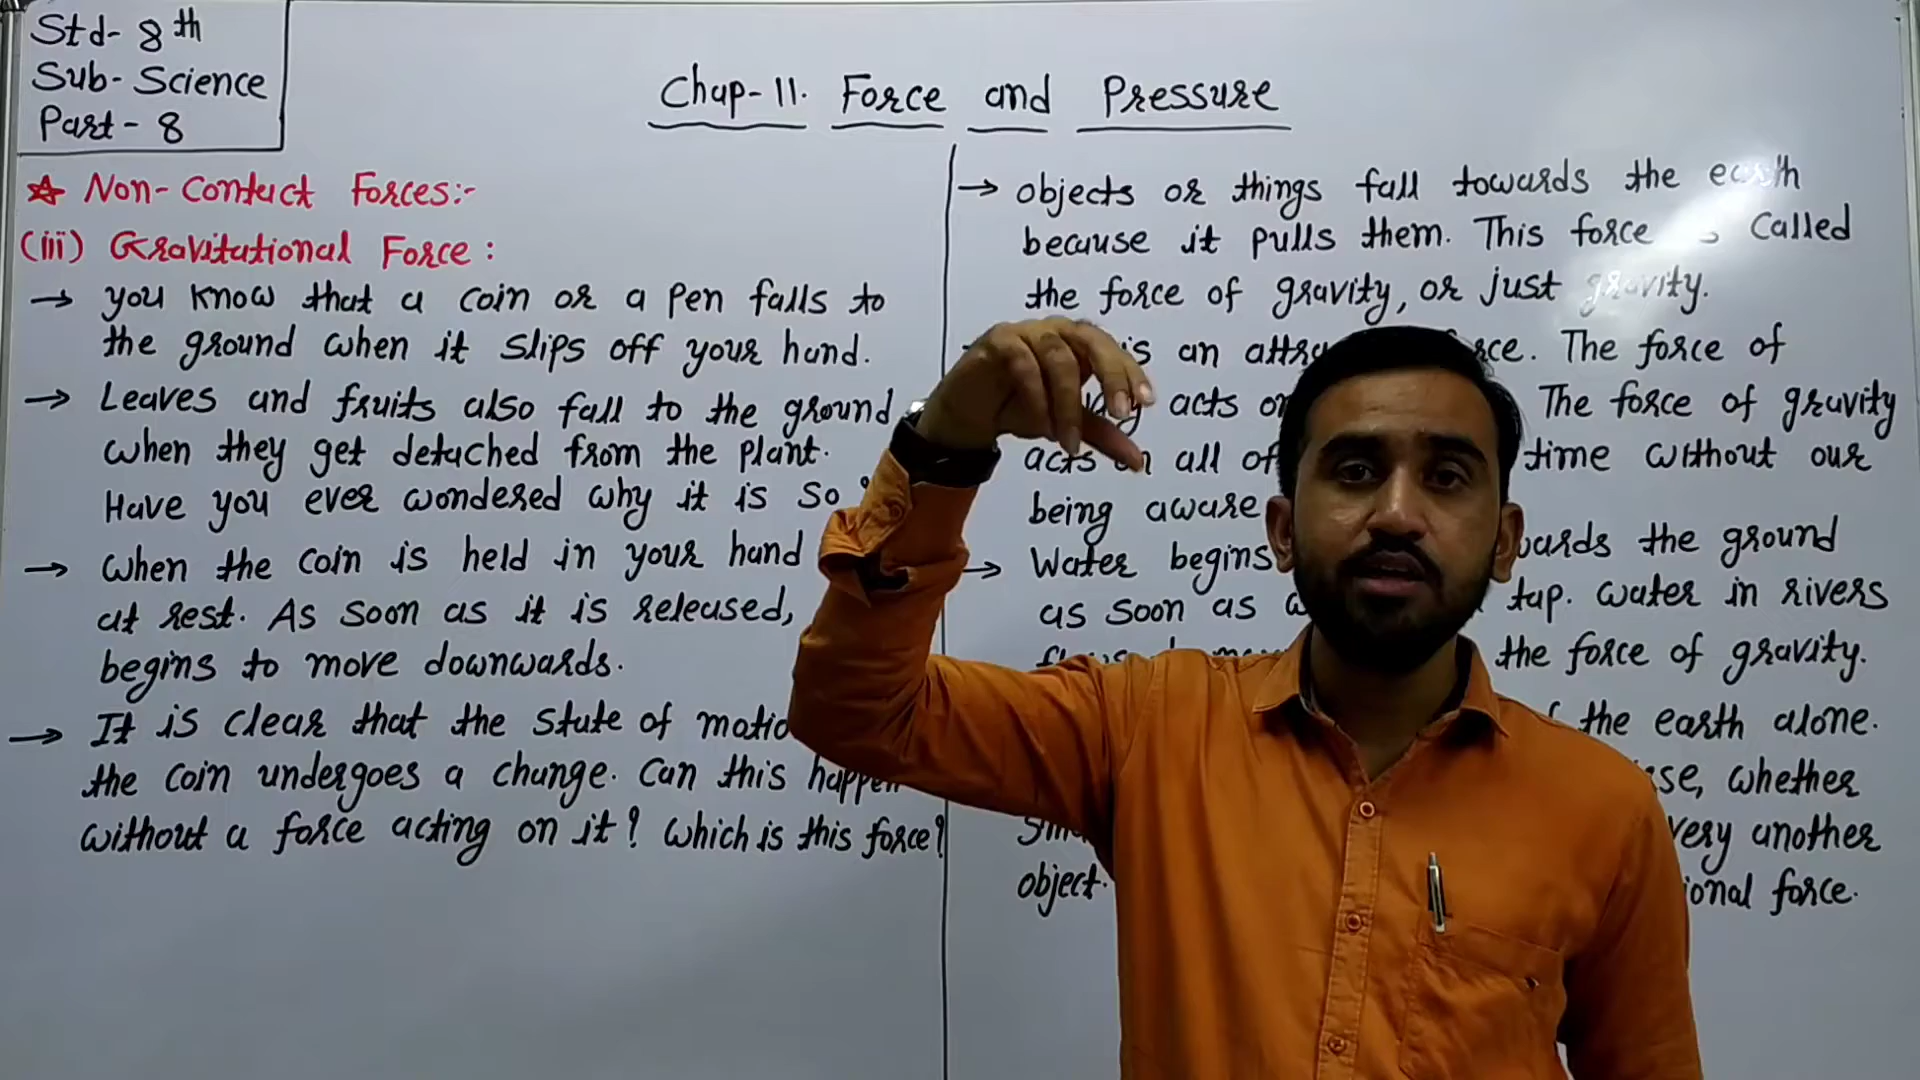 Std- 8th
Sub- Science
Part - 8
Chap-11. Force and Pressure
☆ Non-Contact Forces:-
(iii) Gravitational Force :
→ you know that a coin or a pen falls to
the ground when it slips off your hand.
→ Leaves and fruits also fall to the ground
when they get detached from the plant.
Have you ever wondered why it is so ?
→ When the coin is held in your hand
at rest. As soon as it is released,
begins to move downwards.
→ It is clear that the state of
the coin undergoes a change. Can this happen
without a force acting on it? Which is this force?
→ objects or things fall towards the earth
because it pulls them. This force called
the force of gravity, or just gravity.
is an The force of
acts The force of gravity
acts all of time without our
being aware
→ Water begins the ground
as soon as tap. water in rivers
the force of gravity.
the earth alone.
whether
another
object. force.